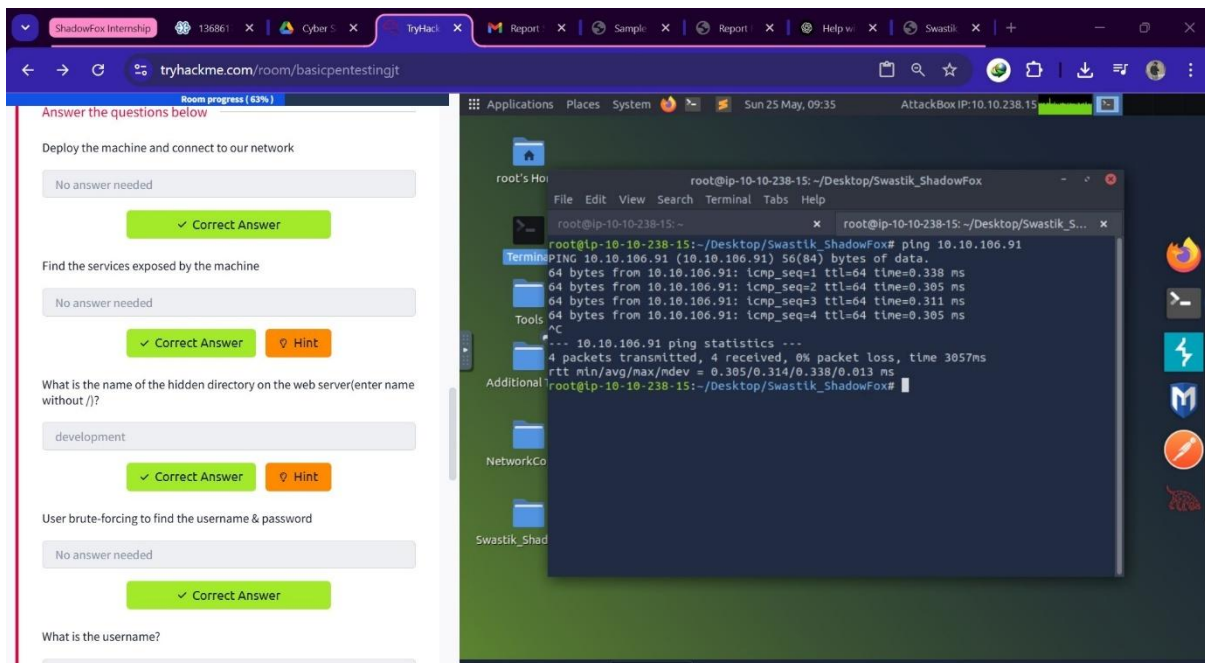 ShadowFox Internship
136861
Cyber S
TryHack
Report
Sample
Report
Help wi
Swastik
tryhackme.com/room/basicpentestingjt
Room progress ( 63% )
Answer the questions below
Deploy the machine and connect to our network
No answer needed
✓ Correct Answer
Find the services exposed by the machine
No answer needed
✓ Correct Answer
Hint
What is the name of the hidden directory on the web server(enter name
without /)?
development
✓ Correct Answer
Hint
User brute-forcing to find the username & password
No answer needed
✓ Correct Answer
What is the username?
Applications Places System
Sun 25 May, 09:35
AttackBox IP:10.10.238.15
root's Ho
Termina
Tools
Additional
NetworkCo
Swastik_Shad
root@ip-10-10-238-15: ~/Desktop/Swastik_ShadowFox
File Edit View Search Terminal Tabs Help
root@ip-10-10-238-15: ~
root@ip-10-10-238-15: ~/Desktop/Swastik_S...
root@ip-10-10-238-15:~/Desktop/Swastik_ShadowFox# ping 10.10.106.91
PING 10.10.106.91 (10.10.106.91) 56(84) bytes of data.
64 bytes from 10.10.106.91: icmp_seq=1 ttl=64 time=0.338 ms
64 bytes from 10.10.106.91: icmp_seq=2 ttl=64 time=0.305 ms
64 bytes from 10.10.106.91: icmp_seq=3 ttl=64 time=0.311 ms
64 bytes from 10.10.106.91: icmp_seq=4 ttl=64 time=0.305 ms
^C
--- 10.10.106.91 ping statistics ---
4 packets transmitted, 4 received, 0% packet loss, time 3057ms
rtt min/avg/max/mdev = 0.305/0.314/0.338/0.013 ms
root@ip-10-10-238-15:~/Desktop/Swastik_ShadowFox#